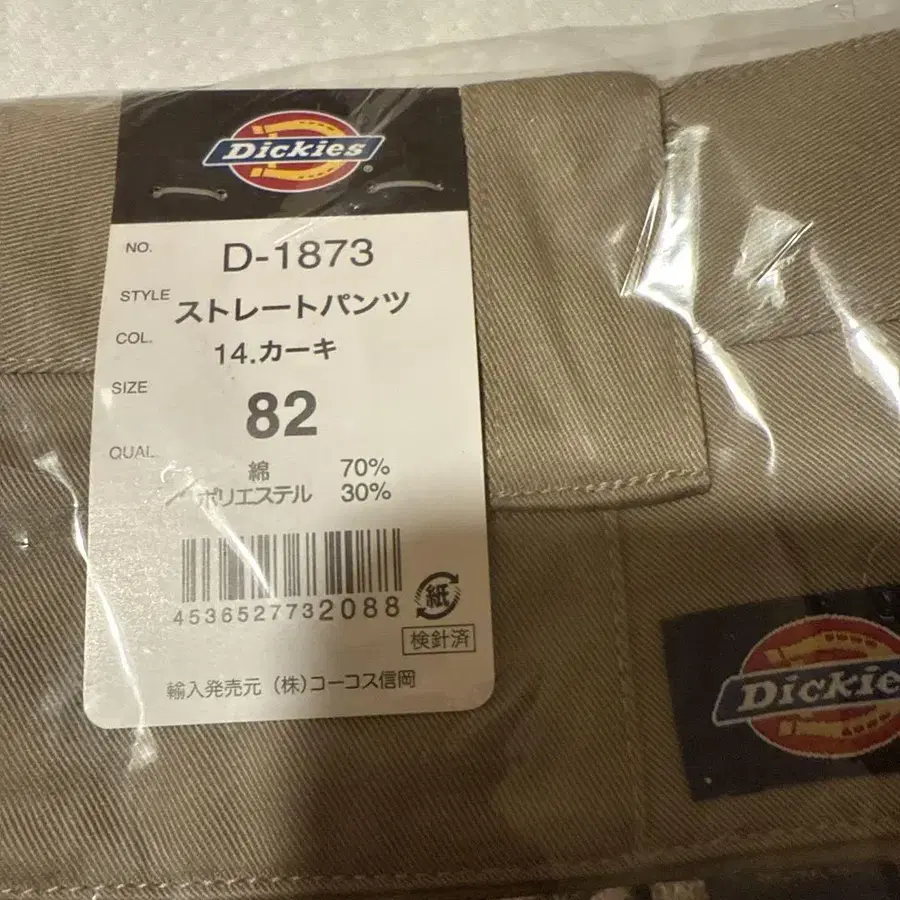 Dickies
NO. D-1873
STYLE ストレートパンツ
COL. 14.カーキ
SIZE 82
QUAL 綿 70%
ポリエステル 30%
4536527732088
紙
検針済
輸入発売元 (株)コーコス信岡
Dickie